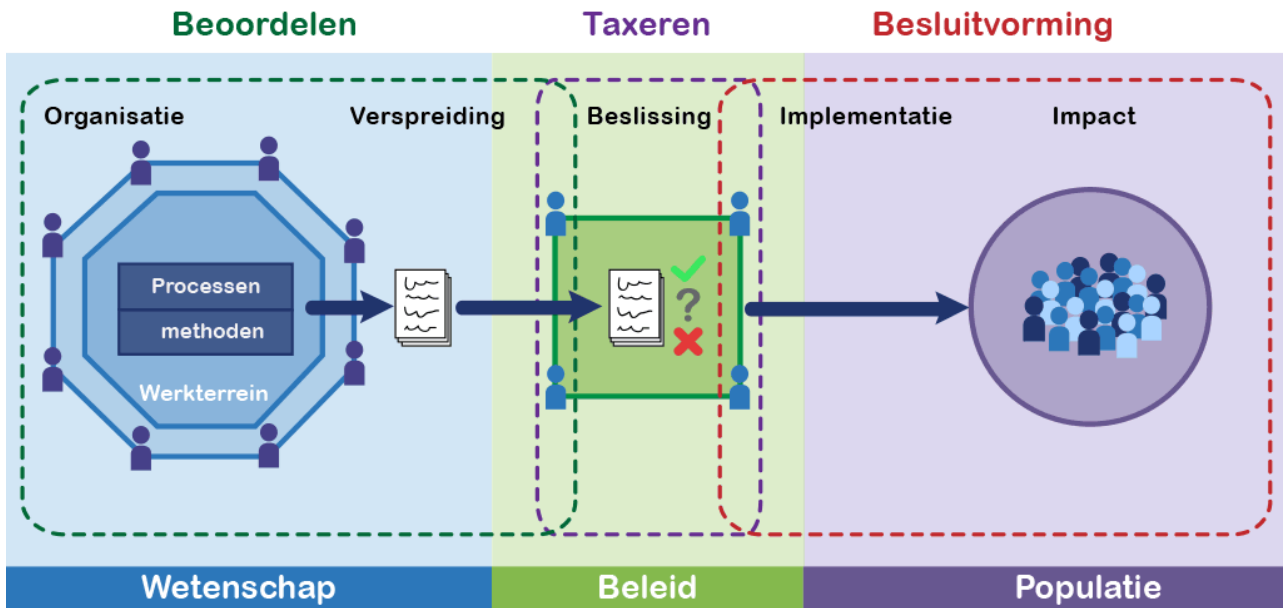 Beoordelen
Taxeren
Besluitvorming
Organisatie
Verspreiding
Beslissing
Implementatie
Impact
Processen
methoden
Werkterrein
?
Wetenschap
Beleid
Populatie